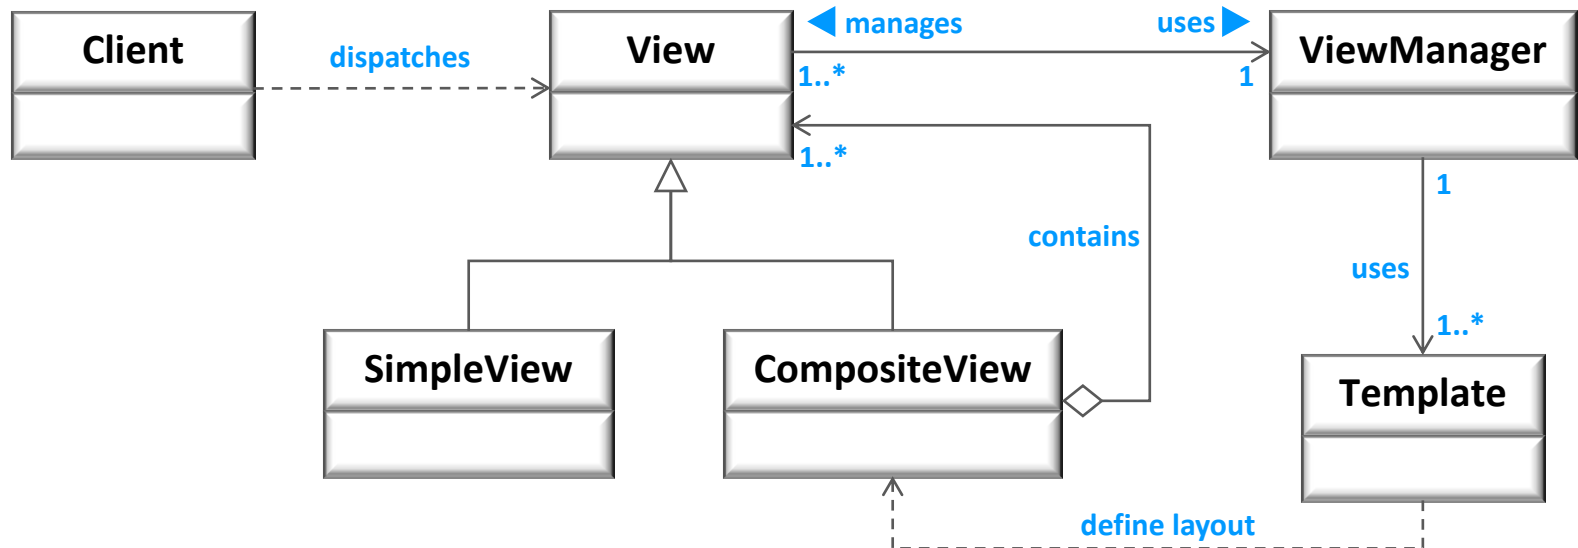 Client
dispatches
View
◀ manages
uses ▶
1..*
1
ViewManager
1..*
1
contains
uses
1..*
SimpleView
CompositeView
Template
define layout